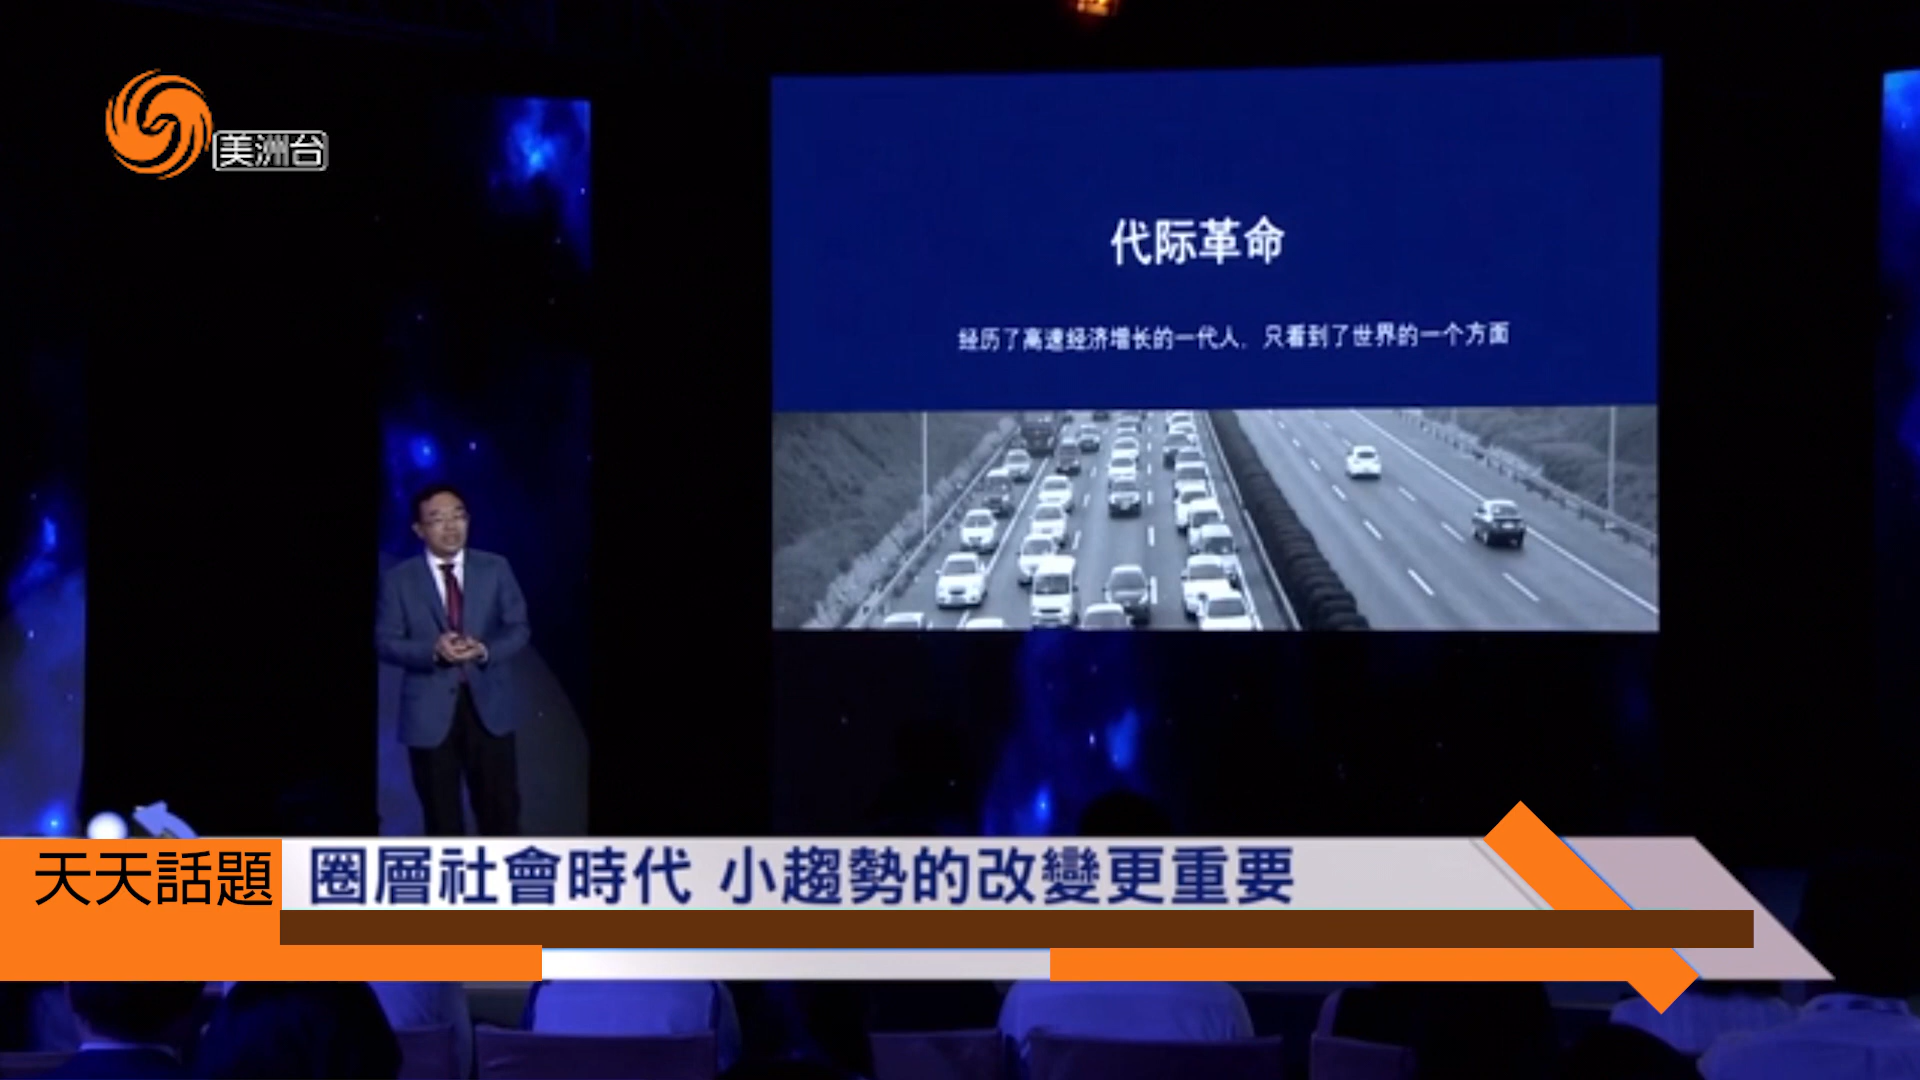 美洲台
代际革命
经历了高速经济增长的一代人，只看到了世界的一个方面
天天話題
圈層社會時代 小趨勢的改變更重要